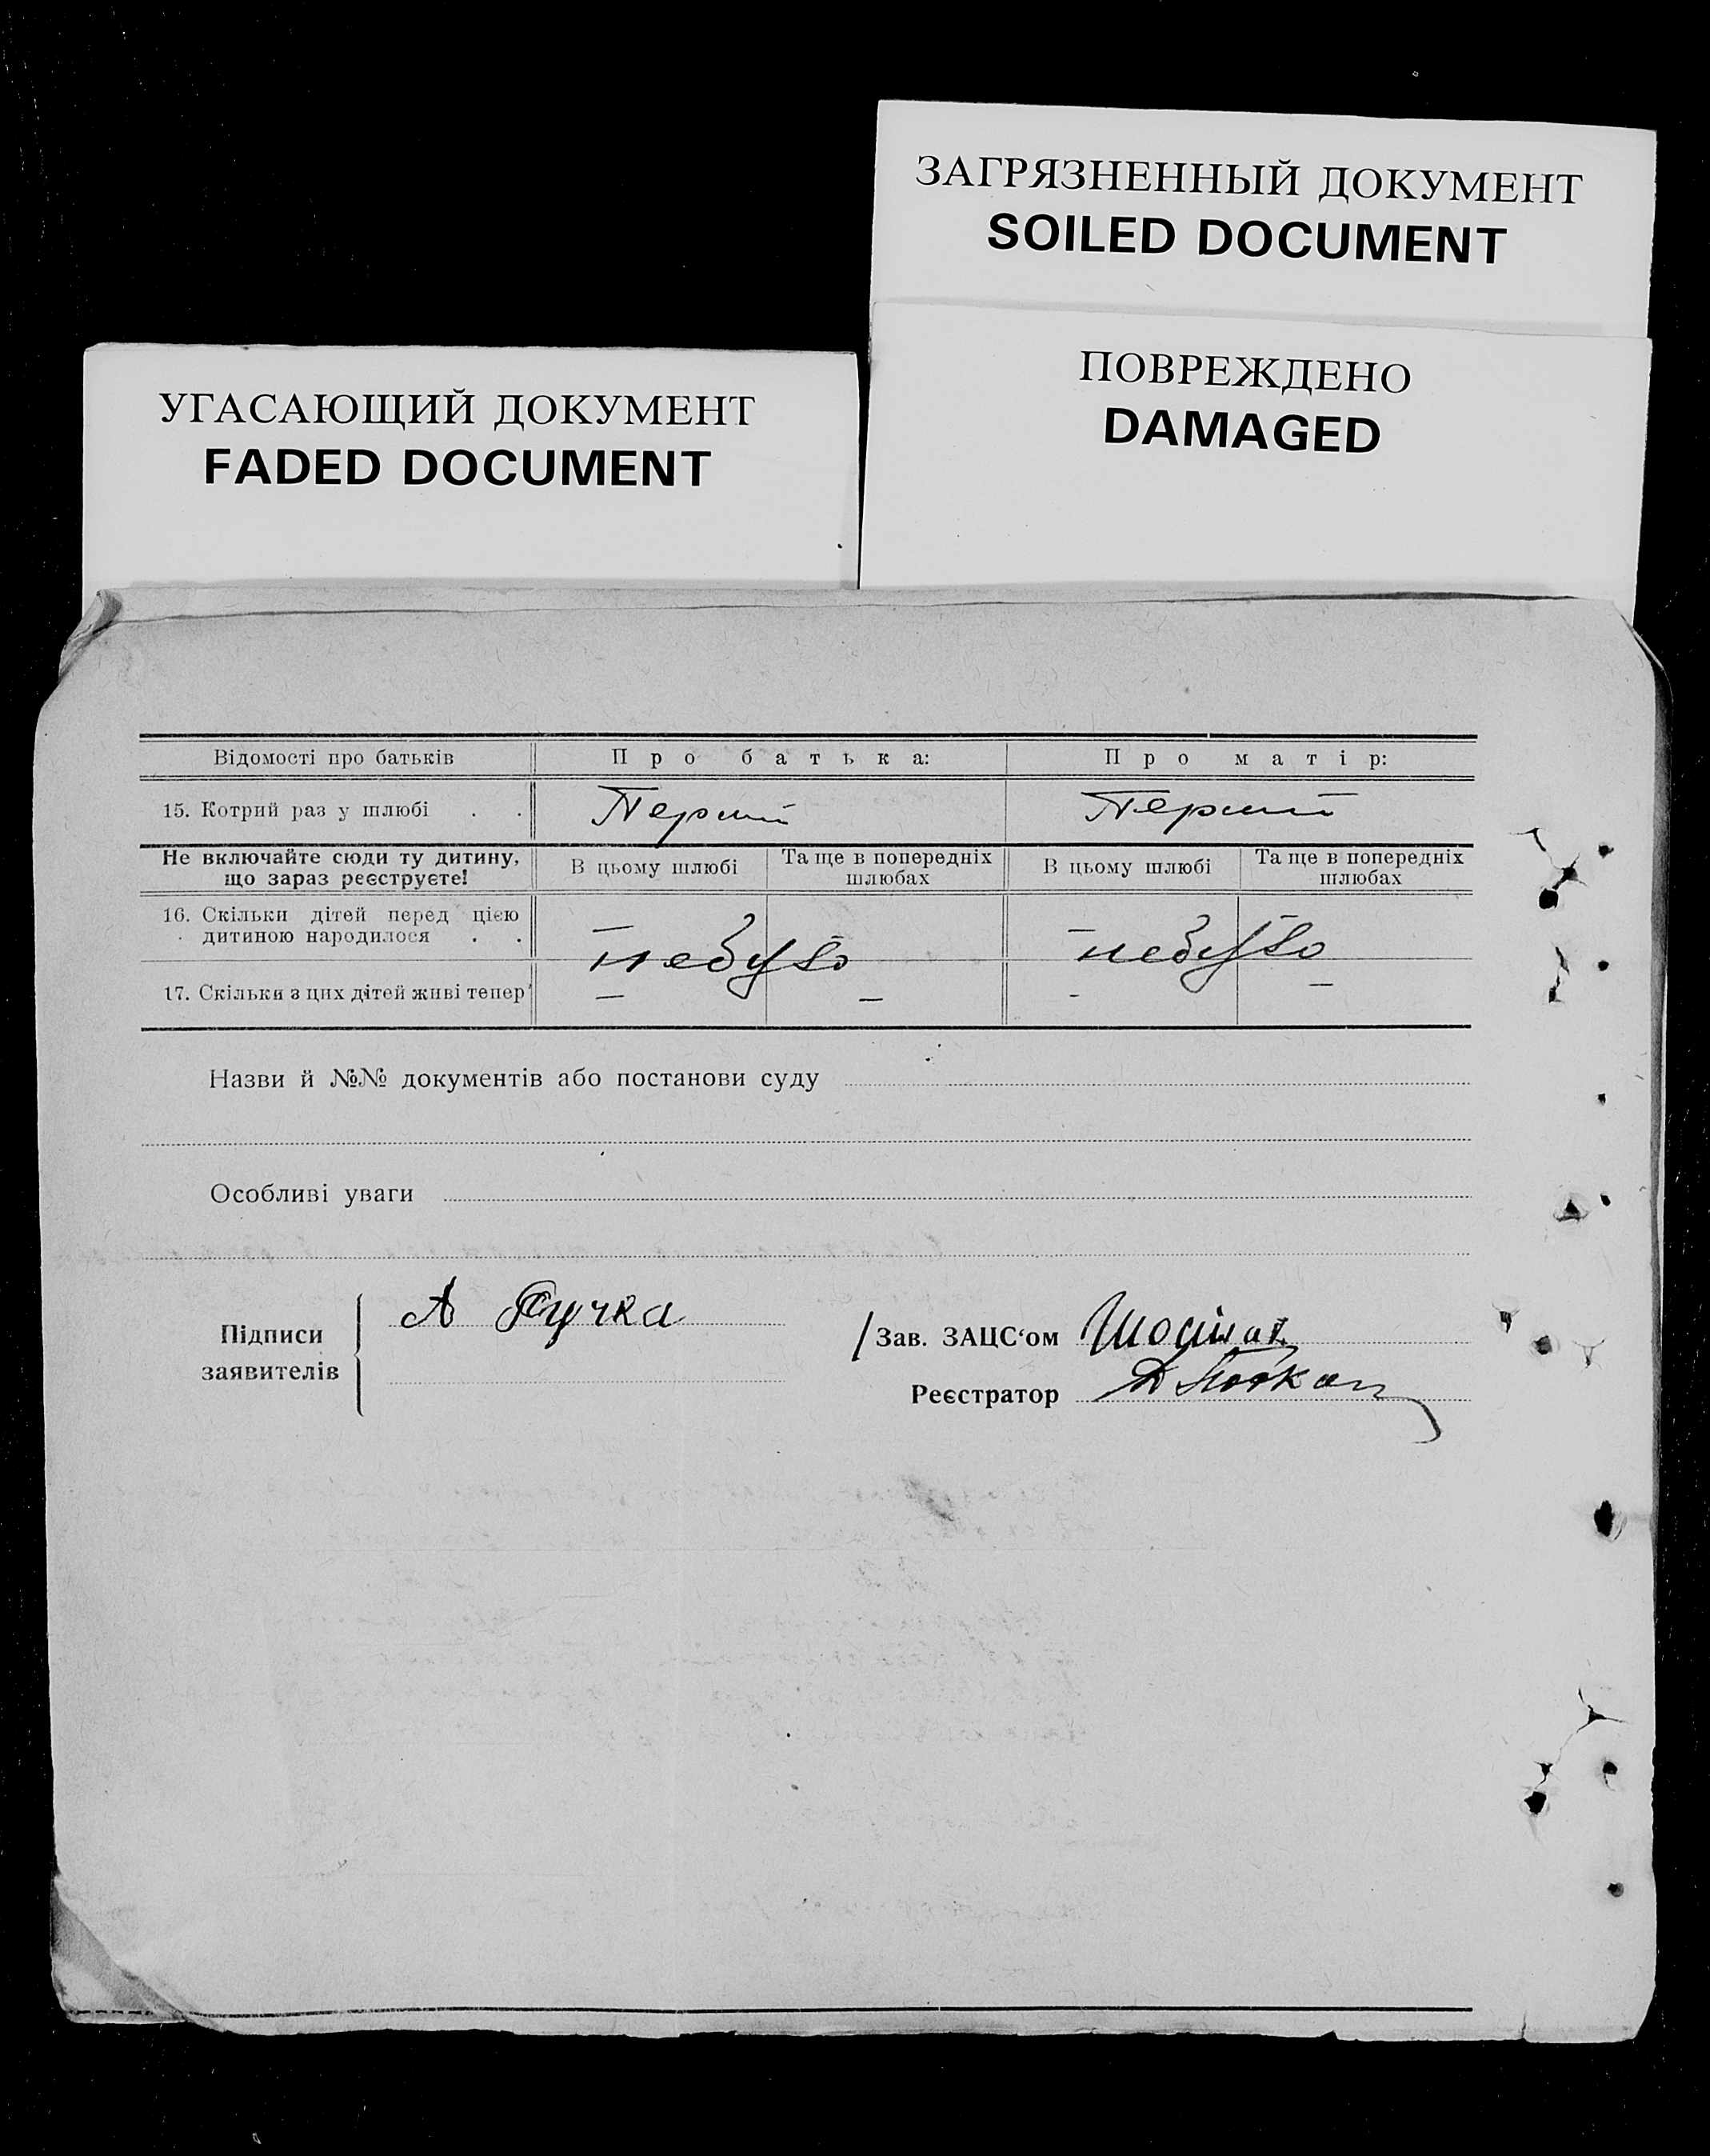 ЗАГРЯЗНЕННЫЙ ДОКУМЕНТ
SOILED DOCUMENT
ПОВРЕЖДЕНО
DAMAGED
УГАСАЮЩИЙ ДОКУМЕНТ
FADED DOCUMENT
Відомості про батьків Про батька: Про матір:
15. Котрий раз у шлюбі . . Перший Перший
Не включайте сюди ту дитину, що зараз реєструєте! В цьому шлюбі Та ще в попередніх шлюбах В цьому шлюбі Та ще в попередніх шлюбах
16. Скільки дітей перед цією
дитиною народилося . . – небуло – небуло
17. Скільки з цих дітей живі тепер – – - –
Назви й №№ документів або постанови суду
Особливі уваги
Підписи заявителів А Ручка
/Зав. ЗАЦС‘ом
Реєстратор